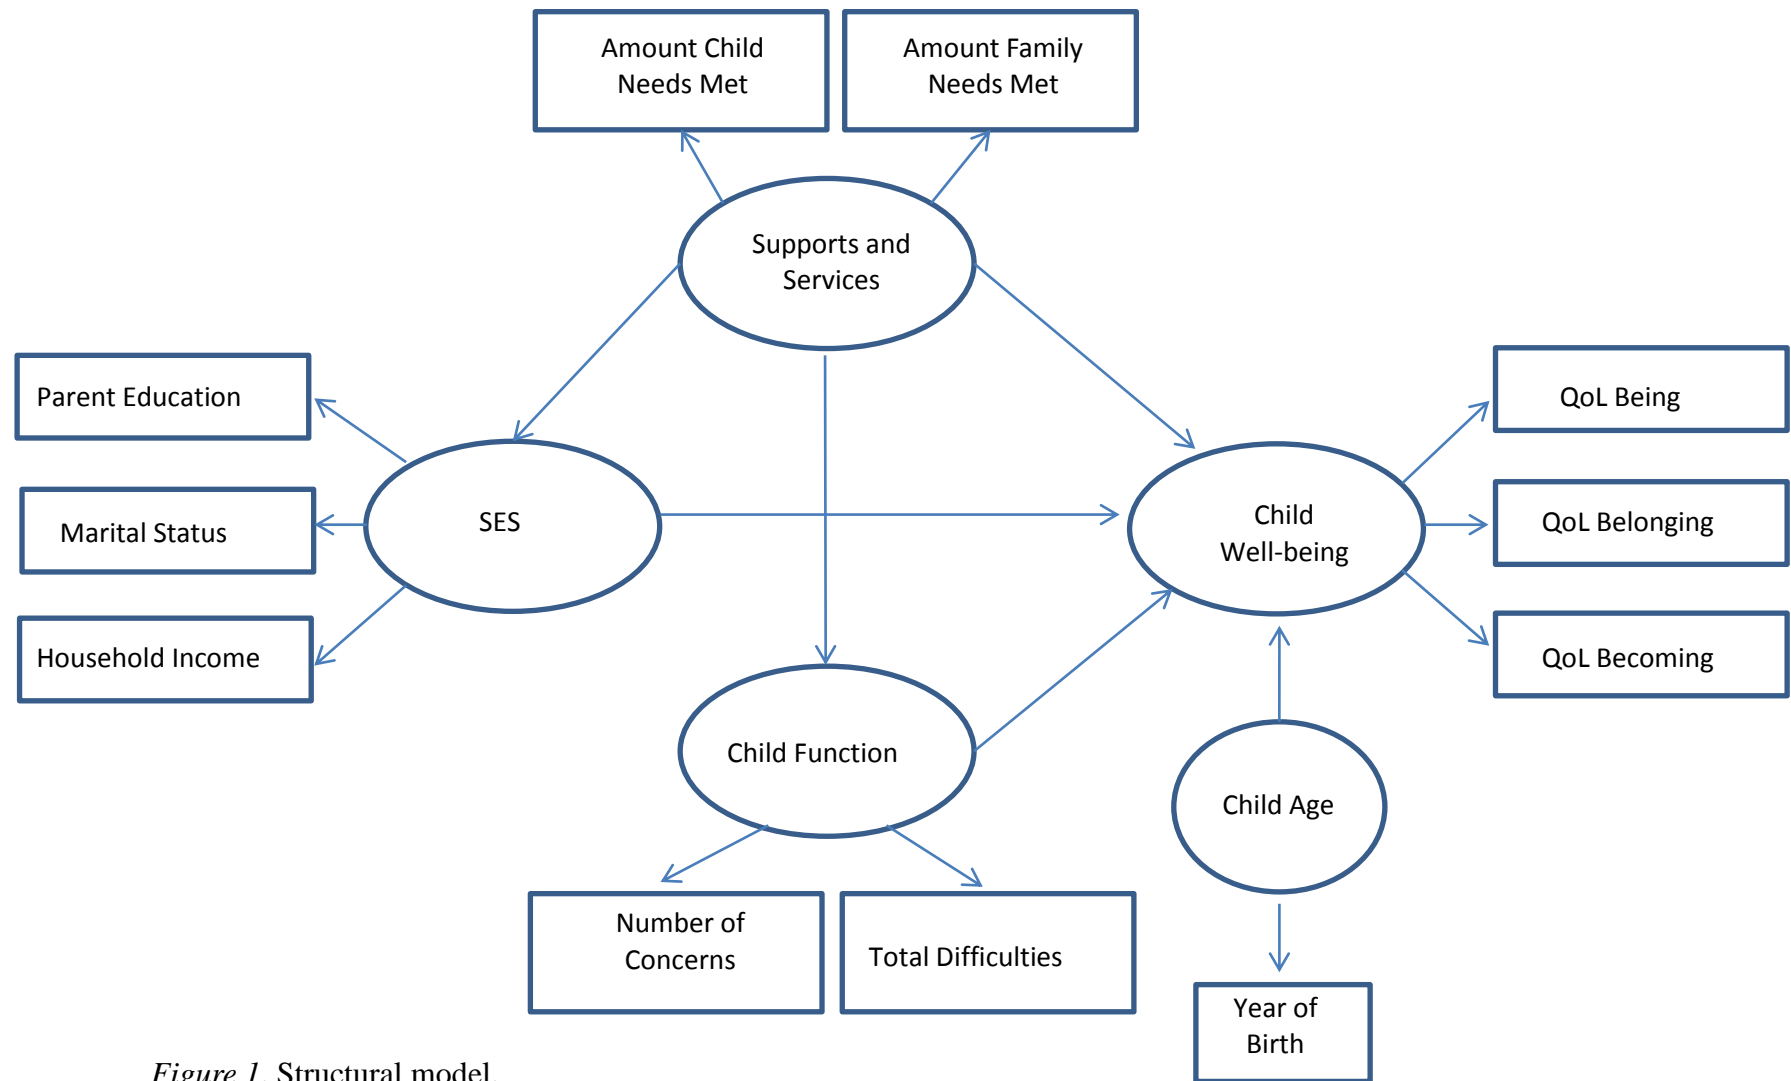 Amount Child
Needs Met
Amount Family
Needs Met
Supports and
Services
Parent Education
Marital Status
Household Income
SES
Child
Well-being
QoL Being
QoL Belonging
QoL Becoming
Child Function
Child Age
Number of
Concerns
Total Difficulties
Year of
Birth
Figure 1. Structural model.